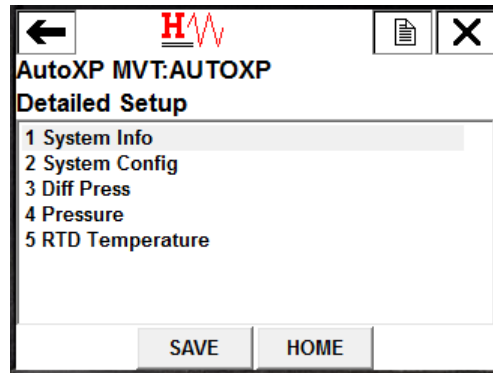 H
AutoXP MVT:AUTOXP
Detailed Setup
1 System Info
2 System Config
3 Diff Press
4 Pressure
5 RTD Temperature
SAVE HOME